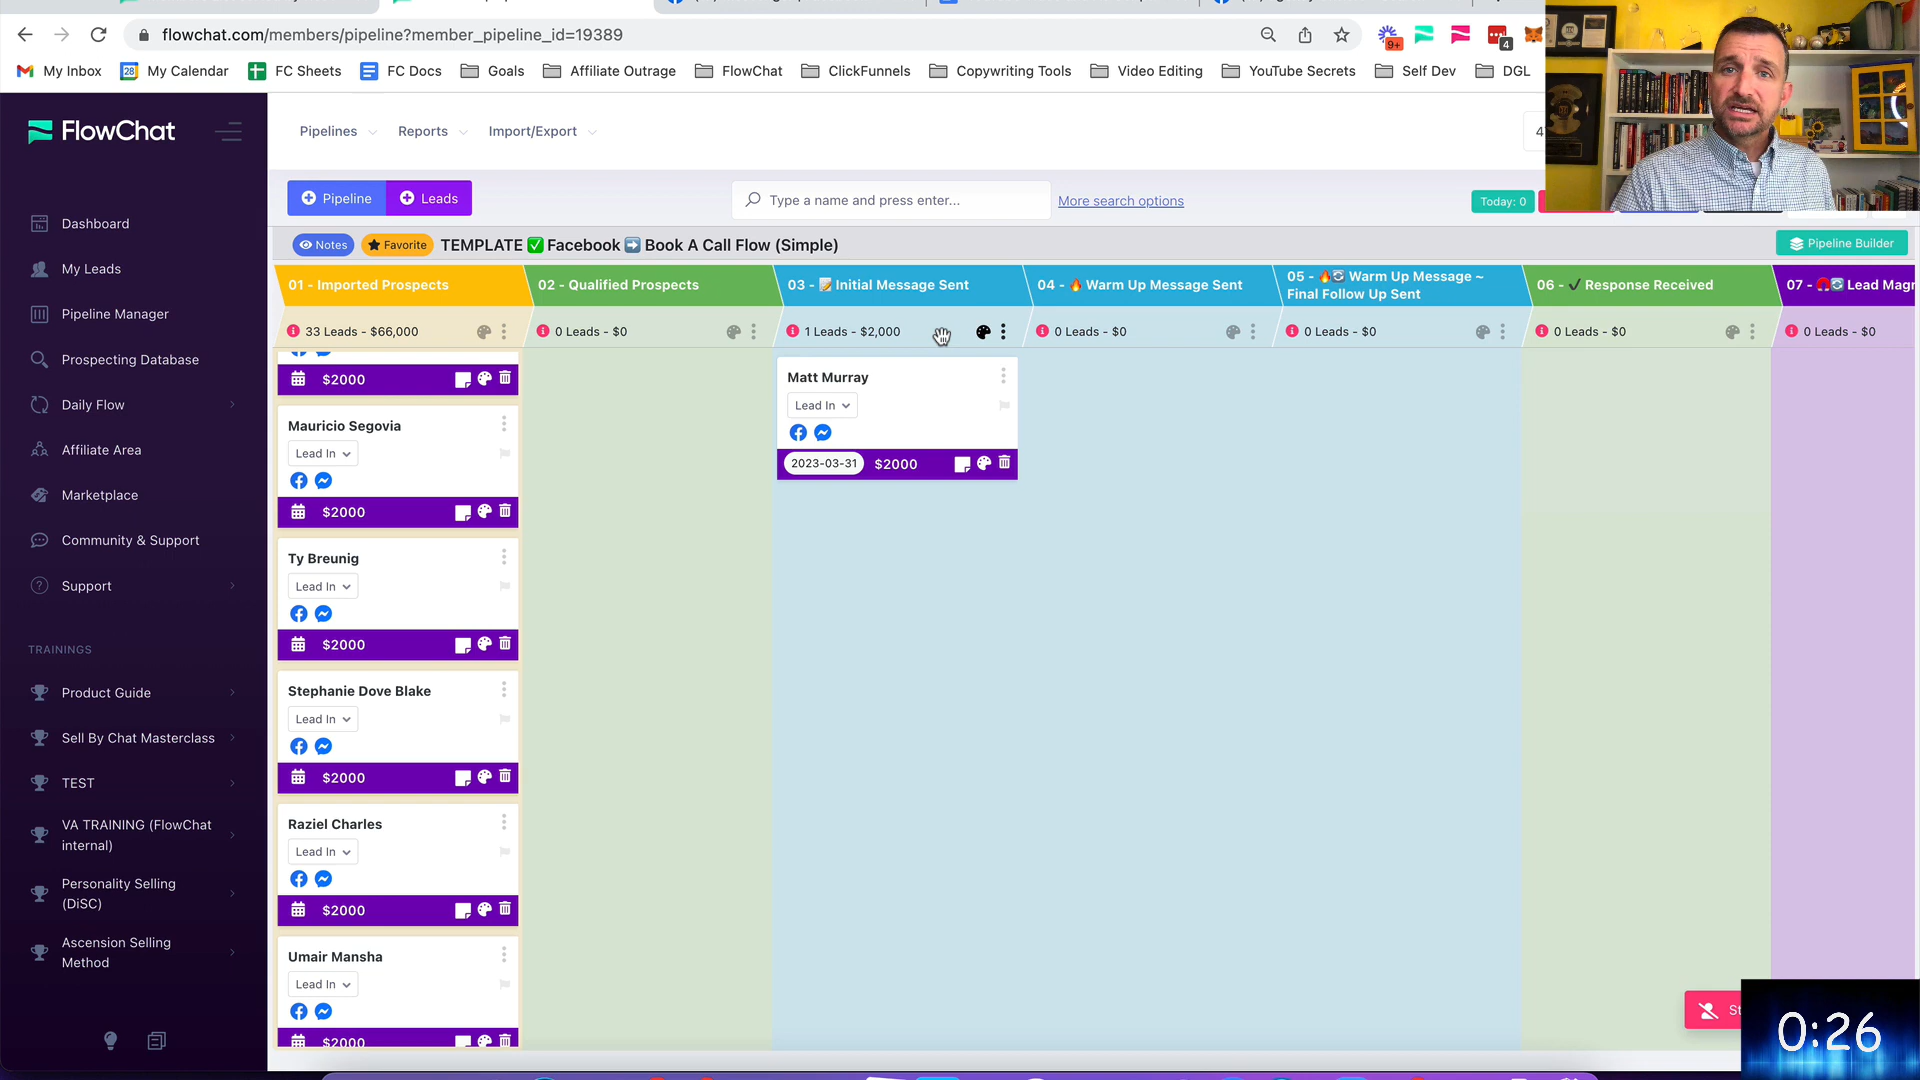 flowchat.com/members/pipeline?member_pipeline_id=19389
9+
4
My Inbox
28
My Calendar
FC Sheets
FC Docs
Goals
Affiliate Outrage
FlowChat
ClickFunnels
Copywriting Tools
Video Editing
YouTube Secrets
Self Dev
DGL
FlowChat
Pipelines
Reports
Import/Export
4
Pipeline
Leads
Type a name and press enter...
More search options
Today: 0
Notes
Favorite
TEMPLATE ✅ Facebook ➡️ Book A Call Flow (Simple)
Pipeline Builder
01 - Imported Prospects
02 - Qualified Prospects
03 - 📝 Initial Message Sent
04 - 🔥 Warm Up Message Sent
05 - 🔥🔄 Warm Up Message ~
Final Follow Up Sent
06 - ✔ Response Received
07 - 🧲🔄 Lead Magn
33 Leads - $66,000
0 Leads - $0
1 Leads - $2,000
0 Leads - $0
0 Leads - $0
0 Leads - $0
0 Leads - $0
$2000
Mauricio Segovia
Lead In
$2000
Ty Breunig
Lead In
$2000
Stephanie Dove Blake
Lead In
$2000
Raziel Charles
Lead In
$2000
Umair Mansha
Lead In
$2000
Matt Murray
Lead In
2023-03-31
$2000
Dashboard
My Leads
Pipeline Manager
Prospecting Database
Daily Flow
Affiliate Area
Marketplace
Community & Support
Support
TRAININGS
Product Guide
Sell By Chat Masterclass
TEST
VA TRAINING (FlowChat
internal)
Personality Selling
(DiSC)
Ascension Selling
Method
St
0:26